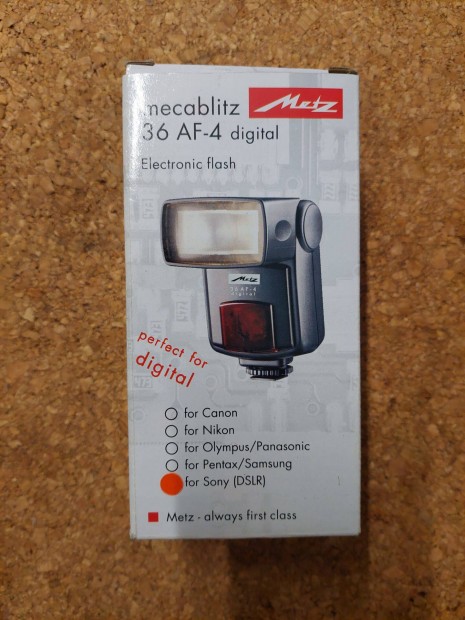 mecablitz Metz
36 AF-4 digital
Electronic flash
Metz
36 AF-4
digital
perfect for
digital
for Canon
for Nikon
for Olympus/Panasonic
for Pentax/Samsung
for Sony (DSLR)
Metz - always first class